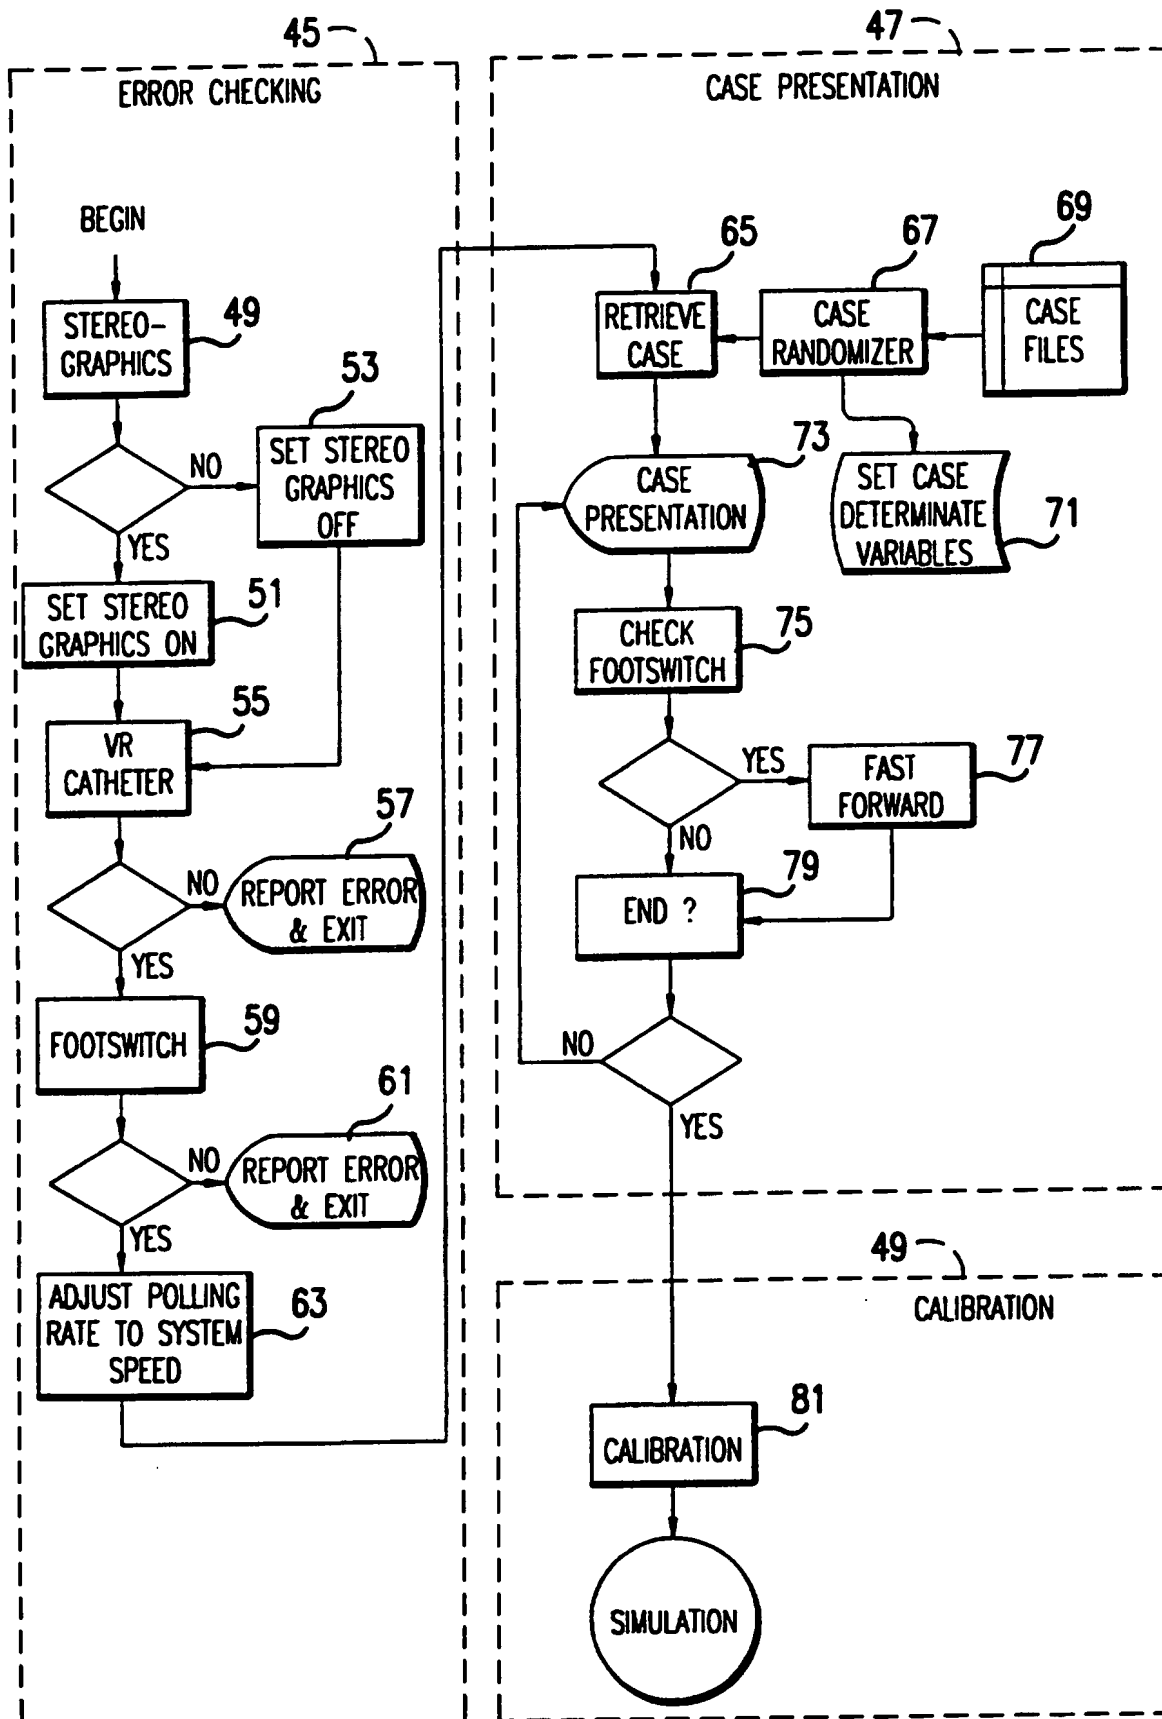 45
ERROR CHECKING
BEGIN
STEREO-
GRAPHICS
49
53
NO
SET STEREO
GRAPHICS
OFF
YES
SET STEREO
GRAPHICS ON
51
55
VR
CATHETER
57
NO
REPORT ERROR
& EXIT
YES
FOOTSWITCH
59
61
NO
REPORT ERROR
& EXIT
YES
ADJUST POLLING
RATE TO SYSTEM
SPEED
63
47
CASE PRESENTATION
65
RETRIEVE
CASE
67
CASE
RANDOMIZER
69
CASE
FILES
73
CASE
PRESENTATION
SET CASE
DETERMINATE
VARIABLES
71
CHECK
FOOTSWITCH
75
YES
FAST
FORWARD
77
NO
79
END ?
NO
YES
49
CALIBRATION
81
CALIBRATION
SIMULATION